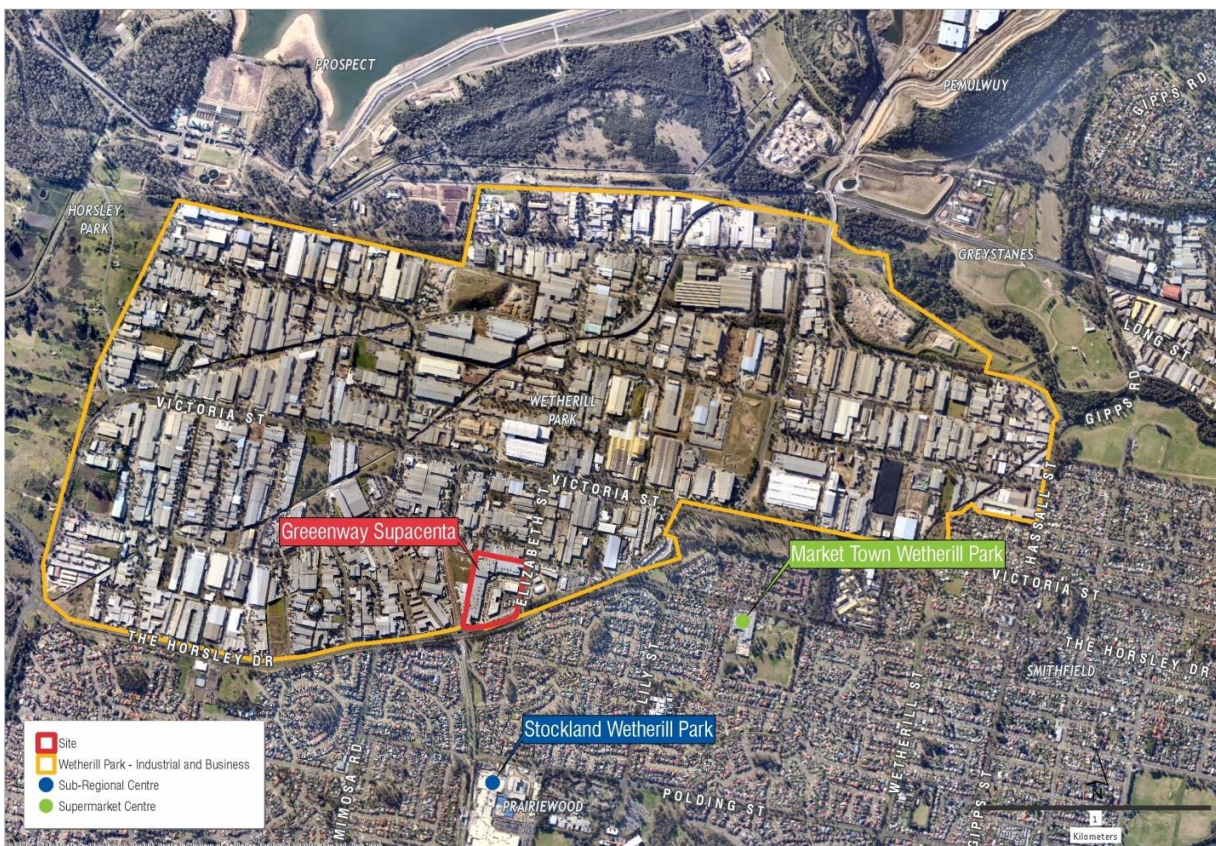 PROSPECT
PEMULWUY
GIPPS RD
HORSLEY
PARK
GREYSTANES
LONG ST
GIPPS RD
VICTORIA ST
WETHERILL
PARK
VICTORIA ST
ELIZABETH ST
HASSALL ST
Greeenway Supacenta
Market Town Wetherill Park
VICTORIA ST
THE HORSLEY DR
THE HORSLEY DR
SMITHFIELD
LILY ST
WETHERILL ST
Stockland Wetherill Park
MIMOSA RD
PRAIRIEWOOD
POLDING ST
GIPPS ST
Site
Wetherill Park - Industrial and Business
Sub-Regional Centre
Supermarket Centre
N
1
Kilometers